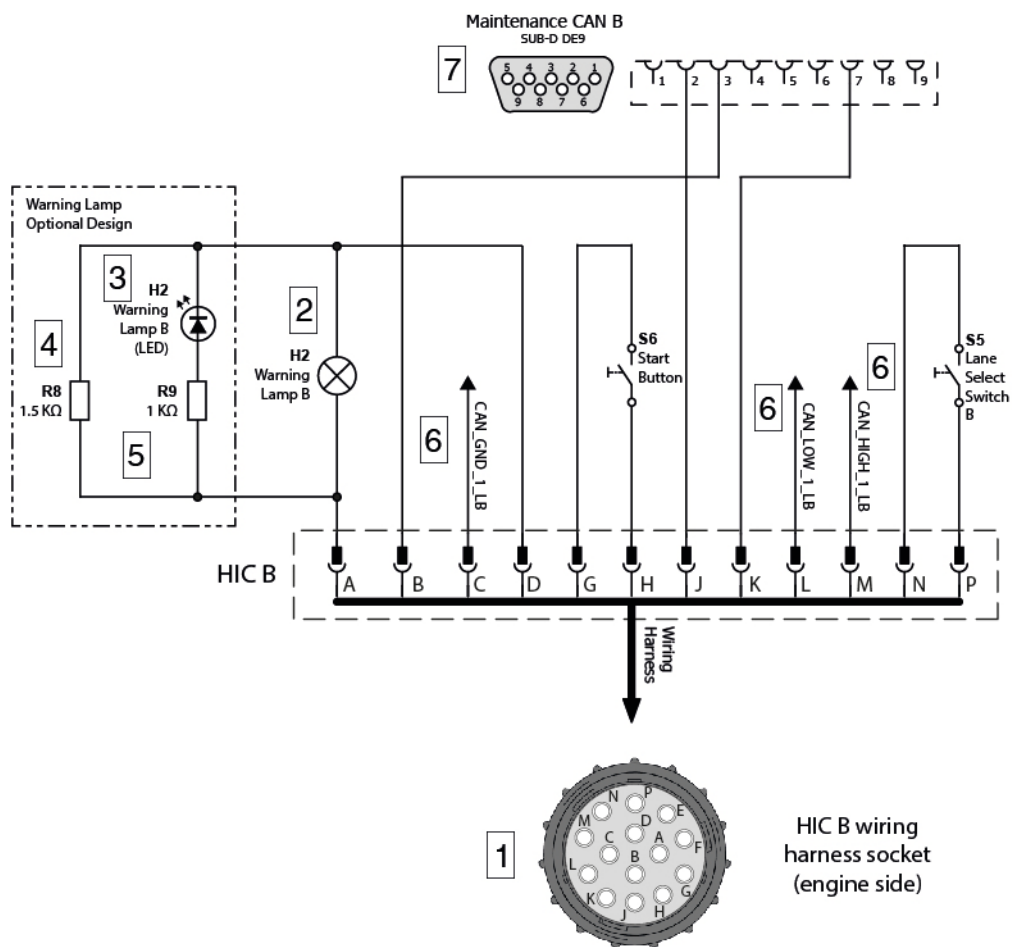 Maintenance CAN B
SUB-D DE9
7
5 4 3 2 1
9 8 7 6
1 2 3 4 5 6 7 8 9
Warning Lamp
Optional Design
3
H2
Warning
Lamp B
(LED)
4
R8
1.5 KΩ
R9
1 KΩ
5
2
H2
Warning
Lamp B
6
CAN_GND_1_LB
S6
Start
Button
6
CAN_LOW_1_LB
CAN_HIGH_1_LB
6
S5
Lane
Select
Switch
B
HIC B
A B C D G H J K L M N P
Wiring
Harness
1
N P E
M D
C A F
B
L G
K J H
HIC B wiring
harness socket
(engine side)